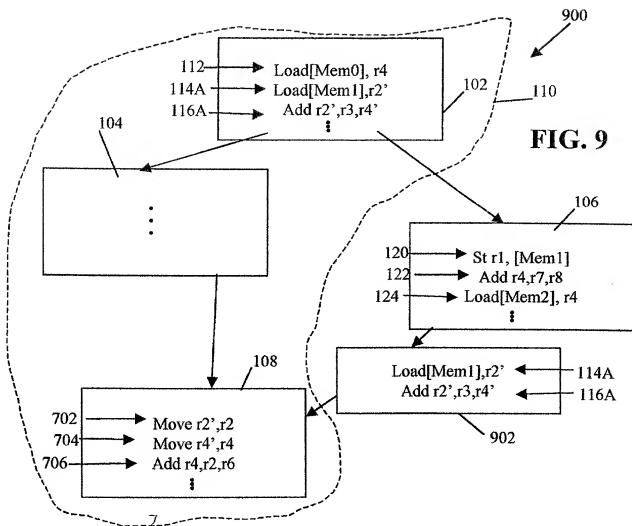 900
112 Load[Mem0], r4
114A Load[Mem1],r2'
102
110
116A Add r2',r3,r4'
104
FIG. 9
106
120 St r1, [Mem1]
122 Add r4,r7,r8
124 Load[Mem2], r4
108
Load[Mem1],r2' 114A
Add r2',r3,r4' 116A
702 Move r2',r2
902
704 Move r4',r4
706 Add r4,r2,r6